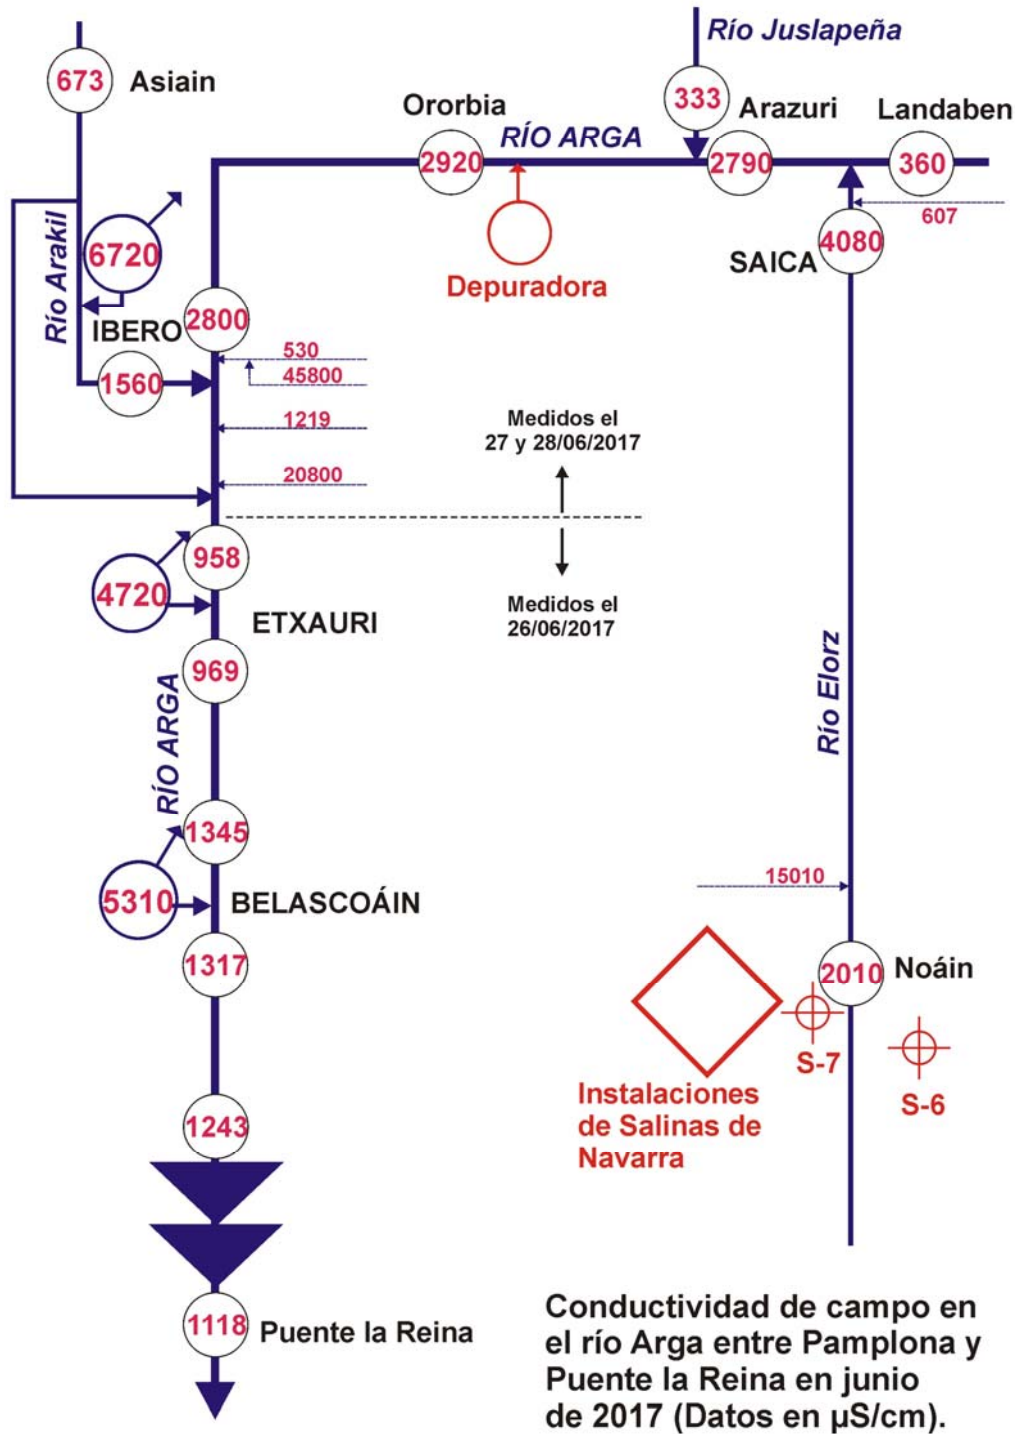 Río Juslapeña
673
Asiain
333
Ororbia
Arazuri
Landaben
RÍO ARGA
2920
2790
360
607
Río Arakil
6720
4080
SAICA
Depuradora
IBERO
2800
1560
530
45800
1219
20800
Medidos el
27 y 28/06/2017
958
4720
ETXAURI
Medidos el
26/06/2017
969
RÍO ARGA
Río Elorz
1345
5310
BELASCOÁIN
15010
1317
2010
Noáin
S-7
S-6
Instalaciones
de Salinas de
Navarra
1243
1118
Puente la Reina
Conductividad de campo en
el río Arga entre Pamplona y
Puente la Reina en junio
de 2017 (Datos en µS/cm).